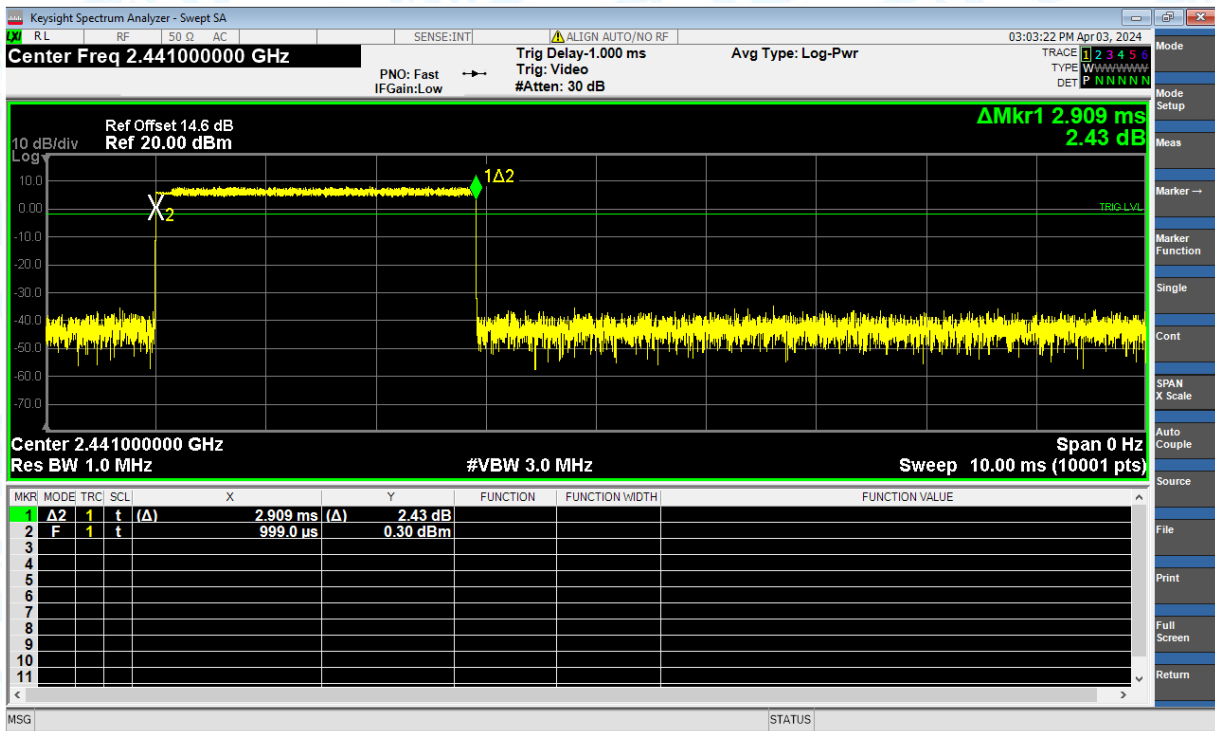 Keysight Spectrum Analyzer - Swept SA
LXI RL RF 50 Ω AC SENSE:INT ALIGN AUTO/NO RF 03:03:22 PM Apr 03, 2024
Center Freq 2.441000000 GHz
PNO: Fast
IFGain:Low
Trig Delay-1.000 ms
Trig: Video
#Atten: 30 dB
Avg Type: Log-Pwr
TRACE 1 2 3 4 5 6
TYPE WWWWWW
DET P N N N N N
ΔMkr1 2.909 ms
2.43 dB
Ref Offset 14.6 dB
10 dB/div Ref 20.00 dBm
Log
10.0
0.00
-10.0
-20.0
-30.0
-40.0
-50.0
-60.0
-70.0
1Δ2
2
TRIG LVL
Center 2.441000000 GHz Span 0 Hz
Res BW 1.0 MHz #VBW 3.0 MHz Sweep 10.00 ms (10001 pts)
MKR MODE TRC SCL X Y FUNCTION FUNCTION WIDTH FUNCTION VALUE
1 Δ2 1 t (Δ) 2.909 ms (Δ) 2.43 dB
2 F 1 t 999.0 µs 0.30 dBm
3
4
5
6
7
8
9
10
11
MSG STATUS
Mode
Mode
Setup
Meas
Marker →
Marker
Function
Single
Cont
SPAN
X Scale
Auto
Couple
Source
File
Print
Full
Screen
Return